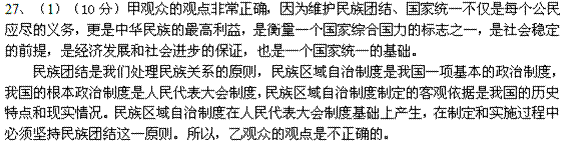 27、（1）（10 分）甲观众的观点非常正确，因为维护民族团结、国家统一不仅是每个公民
应尽的义务，更是中华民族的最高利益，是衡量一个国家综合国力的标志之一，是社会稳定
的前提，是经济发展和社会进步的保证，也是一个国家统一的基础。
民族团结是我们处理民族关系的原则，民族区域自治制度是我国一项基本的政治制度，
我国的根本政治制度是人民代表大会制度，民族区域自治制度制定的客观依据是我国的历史
特点和现实情况。民族区域自治制度在人民代表大会制度基础上产生，在制定和实施过程中
必须坚持民族团结这一原则。所以，乙观众的观点是不正确的。